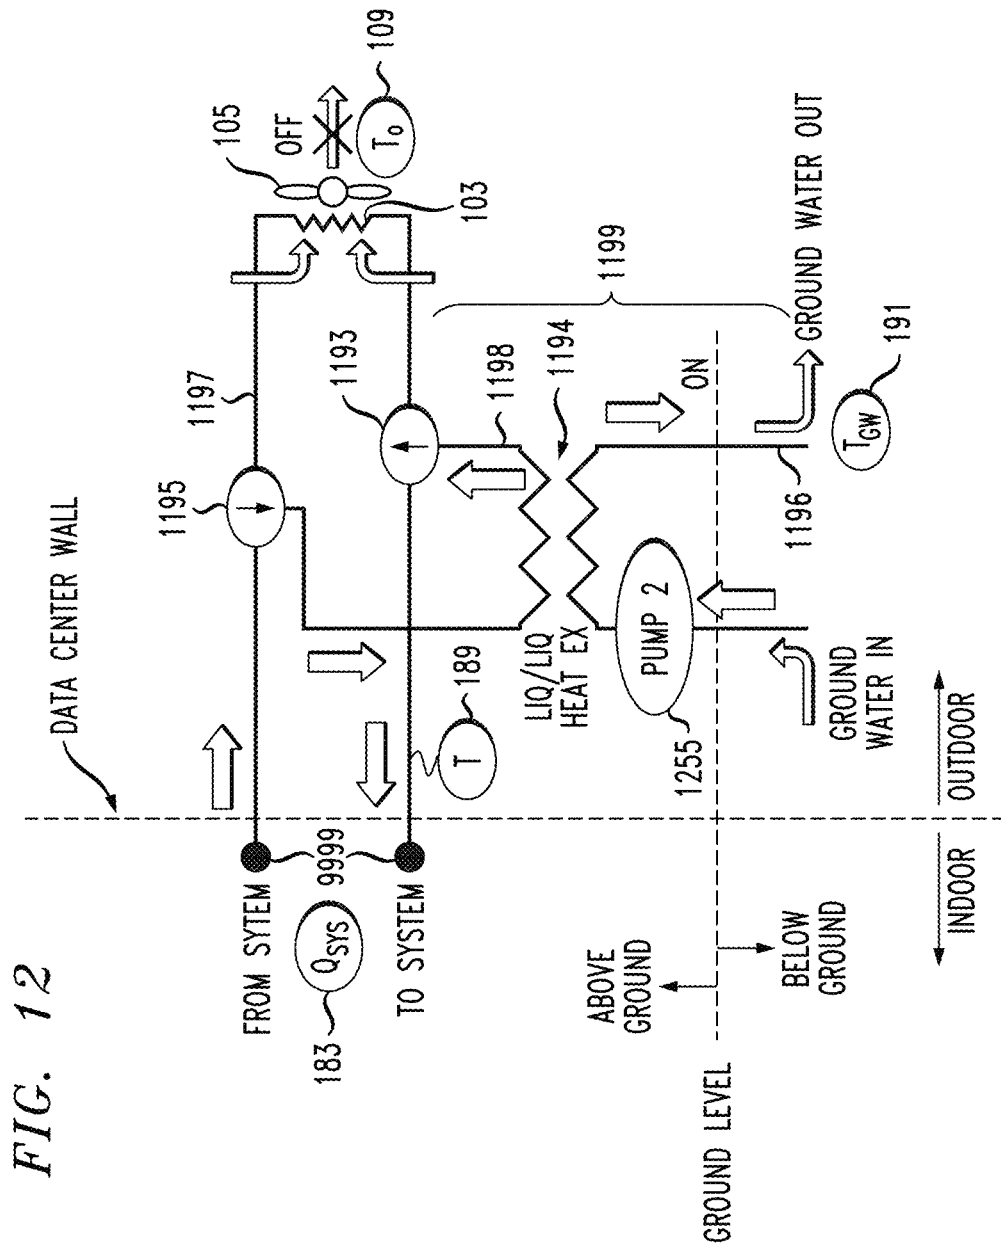 FIG. 12
DATA CENTER WALL
FROM SYTEM
9999
QSYS
183
TO SYSTEM
1195
1197
105
OFF
T0
109
103
1193
1198
1194
1199
T
189
LIQ/LIQ
HEAT EX
PUMP 2
1255
ON
ABOVE
GROUND
GROUND LEVEL
BELOW
GROUND
GROUND
WATER IN
1196
GROUND WATER OUT
TGW
191
INDOOR
OUTDOOR